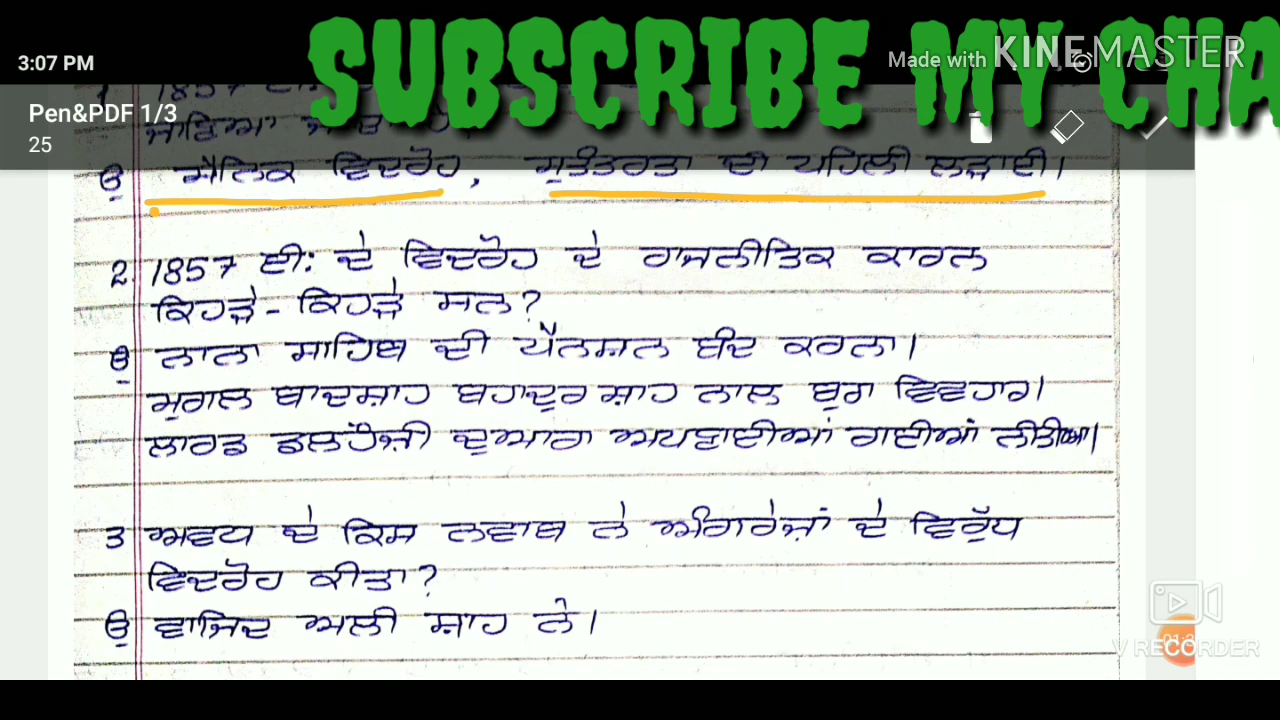 SUBSCRIBE MY CHA
Made with KINEMASTER
3:07 PM
Pen&PDF 1/3
25
1857
ਜਾਣਿਆ
ਉ ਸੈਨਿਕ ਵਿਦਰੋਹ, ਸੁਤੰਤਰਤਾ ਦੀ ਪਹਿਲੀ ਲੜਾਈ।
2 1857 ਈ: ਦੇ ਵਿਦਰੋਹ ਦੇ ਰਾਜਨੀਤਿਕ ਕਾਰਨ
ਕਿਹੜੇ-ਕਿਹੜੇ ਸਨ?
ਉ ਨਾਨਾ ਸਾਹਿਬ ਦੀ ਪੈਨਸ਼ਨ ਬੰਦ ਕਰਨਾ।
ਮੁਗਲ ਬਾਦਸ਼ਾਹ ਬਹਾਦੁਰ ਸ਼ਾਹ ਨਾਲ ਬੁਰਾ ਵਿਵਹਾਰ।
ਲਾਰਡ ਡਲਹੌਜ਼ੀ ਦੁਆਰਾ ਅਪਣਾਈਆਂ ਗਈਆਂ ਨੀਤੀਆ।
3 ਅਵਧ ਦੇ ਕਿਸ ਨਵਾਬ ਨੇ ਅੰਗਰੇਜ਼ਾਂ ਦੇ ਵਿਰੁੱਧ
ਵਿਦਰੋਹ ਕੀਤਾ?
ਉ ਵਾਜਿਦ ਅਲੀ ਸ਼ਾਹ ਨੇ।
V RECORDER